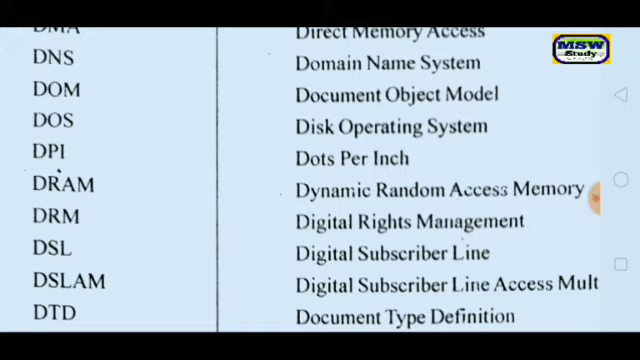 DMA Direct Memory Access
MSW
Study
DNS Domain Name System
DOM Document Object Model
DOS Disk Operating System
DPI Dots Per Inch
DRAM Dynamic Random Access Memory
DRM Digital Rights Management
DSL Digital Subscriber Line
DSLAM Digital Subscriber Line Access Mult
DTD Document Type Definition